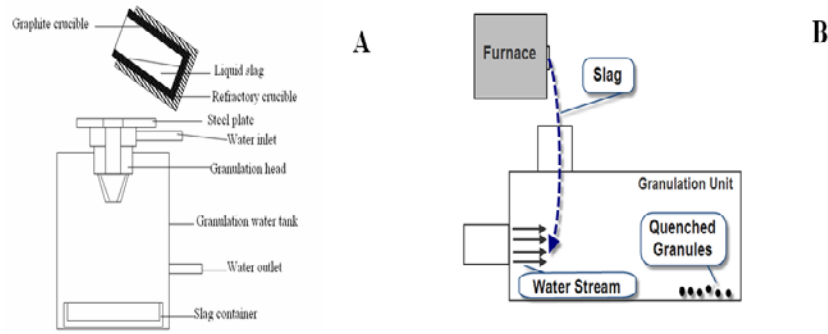 Graphite crucible
A
Liquid slag
Refractory crucible
Steel plate
Water inlet
Granulation head
Granulation water tank
Water outlet
Slag container
B
Furnace
Slag
Granulation Unit
Quenched
Granules
Water Stream